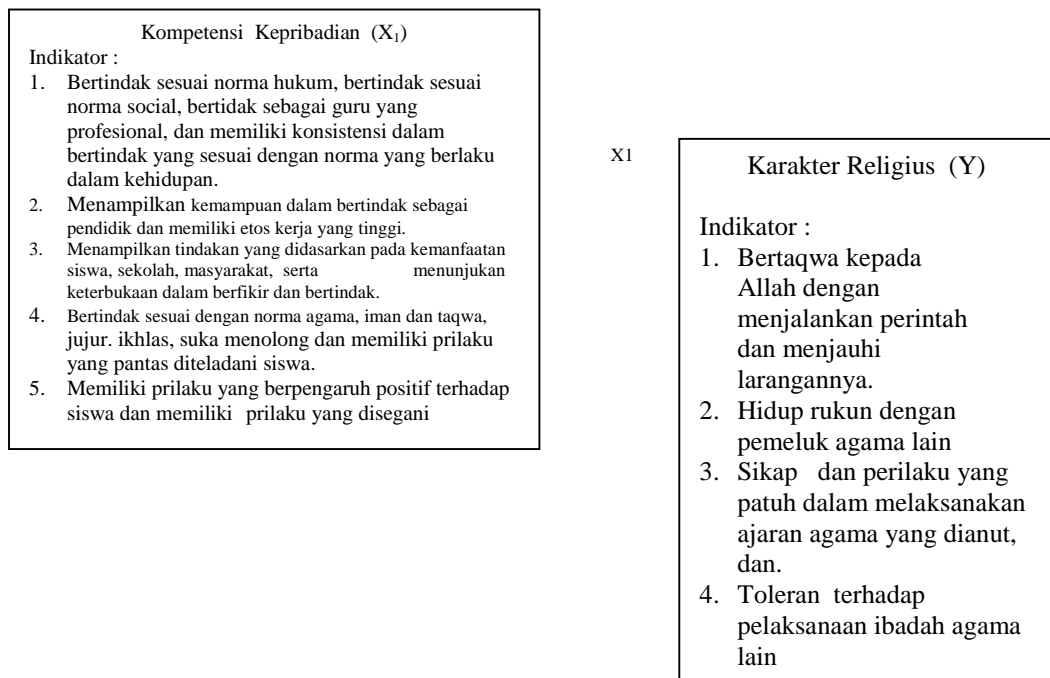 Kompetensi Kepribadian (X₁)
Indikator :
1. Bertindak sesuai norma hukum, bertindak sesuai
norma social, bertidak sebagai guru yang
profesional, dan memiliki konsistensi dalam
bertindak yang sesuai dengan norma yang berlaku
dalam kehidupan.
2. Menampilkan kemampuan dalam bertindak sebagai
pendidik dan memiliki etos kerja yang tinggi.
3. Menampilkan tindakan yang didasarkan pada kemanfaatan
siswa, sekolah, masyarakat, serta menunjukan
keterbukaan dalam berfikir dan bertindak.
4. Bertindak sesuai dengan norma agama, iman dan taqwa,
jujur. ikhlas, suka menolong dan memiliki prilaku
yang pantas diteladani siswa.
5. Memiliki prilaku yang berpengaruh positif terhadap
siswa dan memiliki prilaku yang disegani
X1
Karakter Religius (Y)
Indikator :
1. Bertaqwa kepada
Allah dengan
menjalankan perintah
dan menjauhi
larangannya.
2. Hidup rukun dengan
pemeluk agama lain
3. Sikap dan perilaku yang
patuh dalam melaksanakan
ajaran agama yang dianut,
dan.
4. Toleran terhadap
pelaksanaan ibadah agama
lain